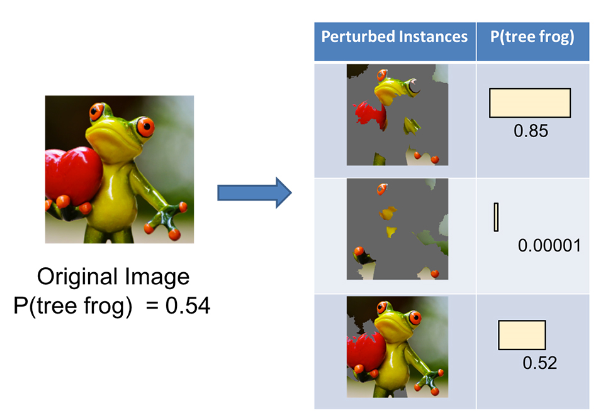 Perturbed Instances P(tree frog)
0.85
0.00001
0.52
Original Image
P(tree frog) = 0.54